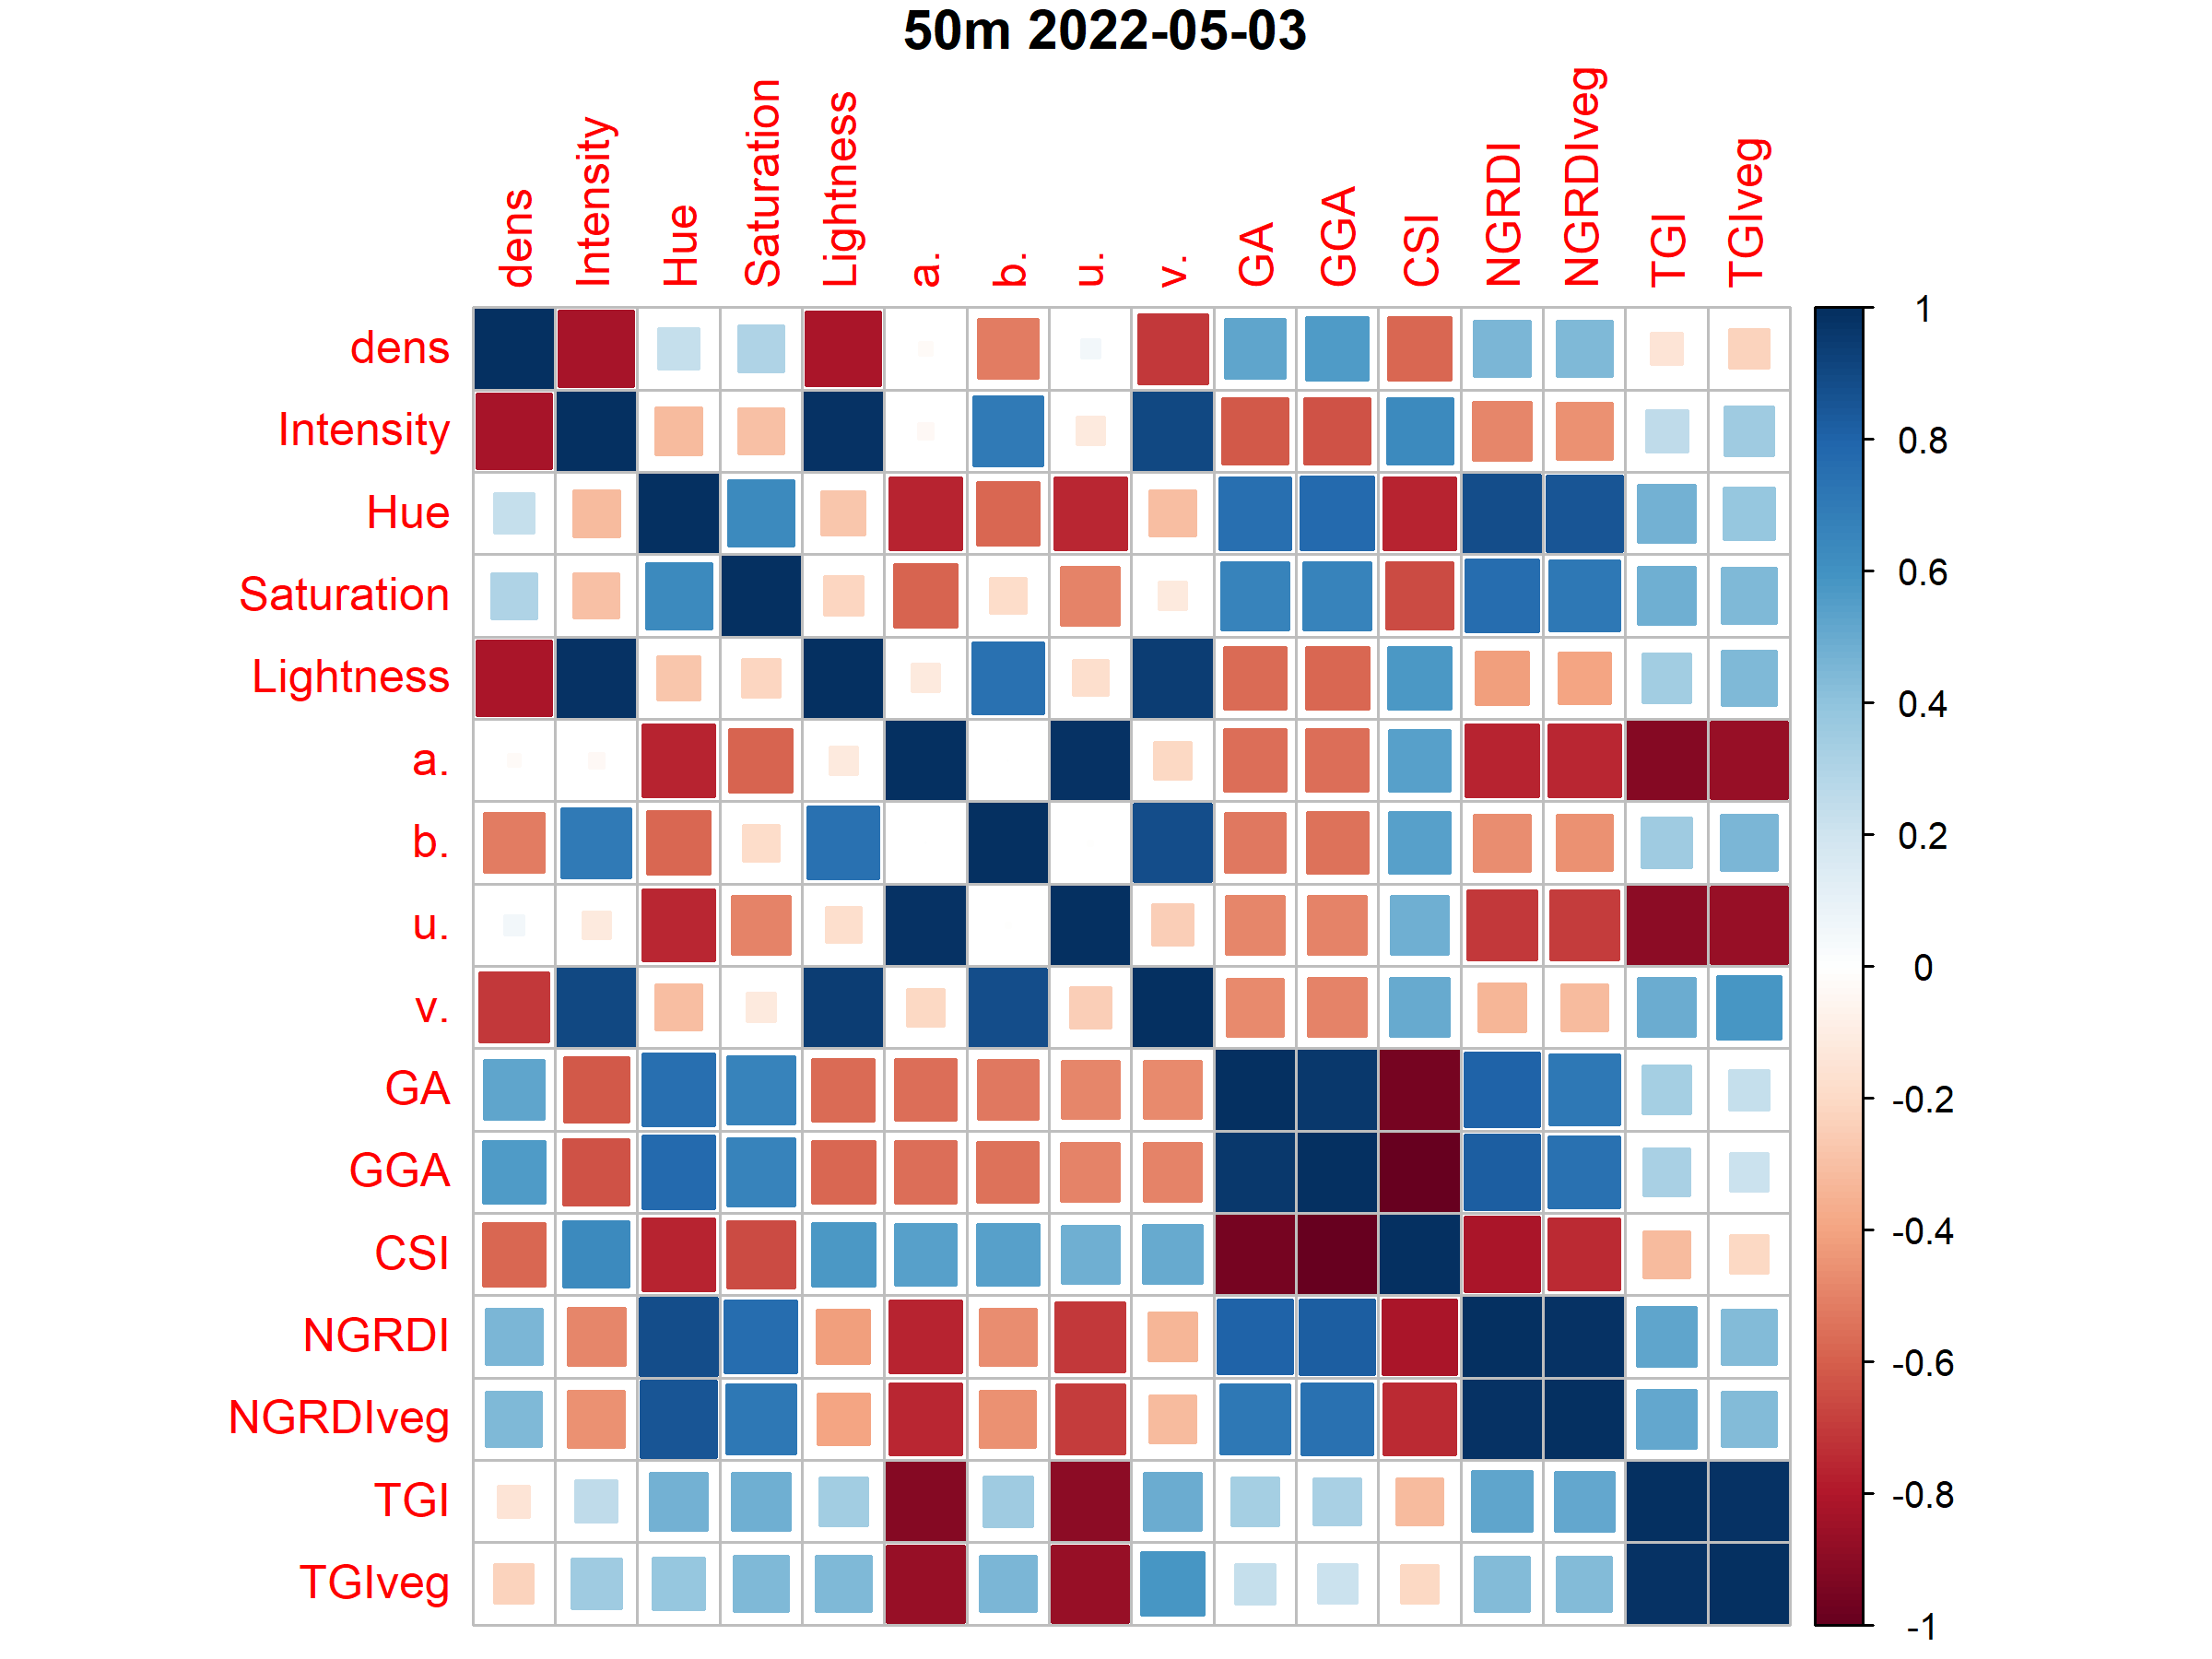 50m 2022-05-03
dens Intensity Hue Saturation Lightness a. b. u. v. GA GGA CSI NGRDI NGRDIveg TGI TGIveg
dens
Intensity
Hue
Saturation
Lightness
a.
b.
u.
v.
GA
GGA
CSI
NGRDI
NGRDIveg
TGI
TGIveg
1
0.8
0.6
0.4
0.2
0
-0.2
-0.4
-0.6
-0.8
-1